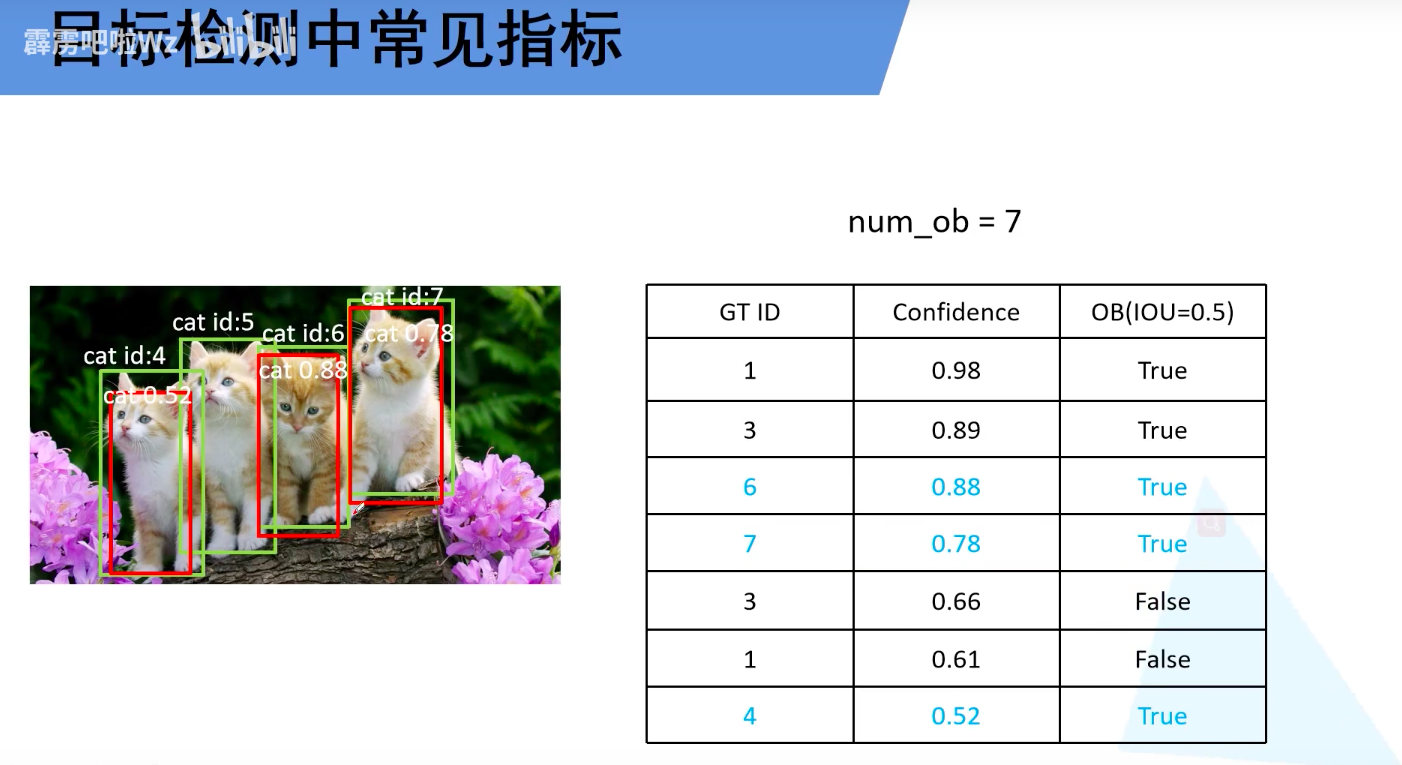 目标检测中常见指标
霹雳吧啦Wz bilibili
num_ob = 7
cat id:7
cat id:5
cat id:6
cat 0.78
cat id:4
cat 0.88
cat 0.52
GT ID Confidence OB(IOU=0.5)
1 0.98 True
3 0.89 True
6 0.88 True
7 0.78 True
3 0.66 False
1 0.61 False
4 0.52 True